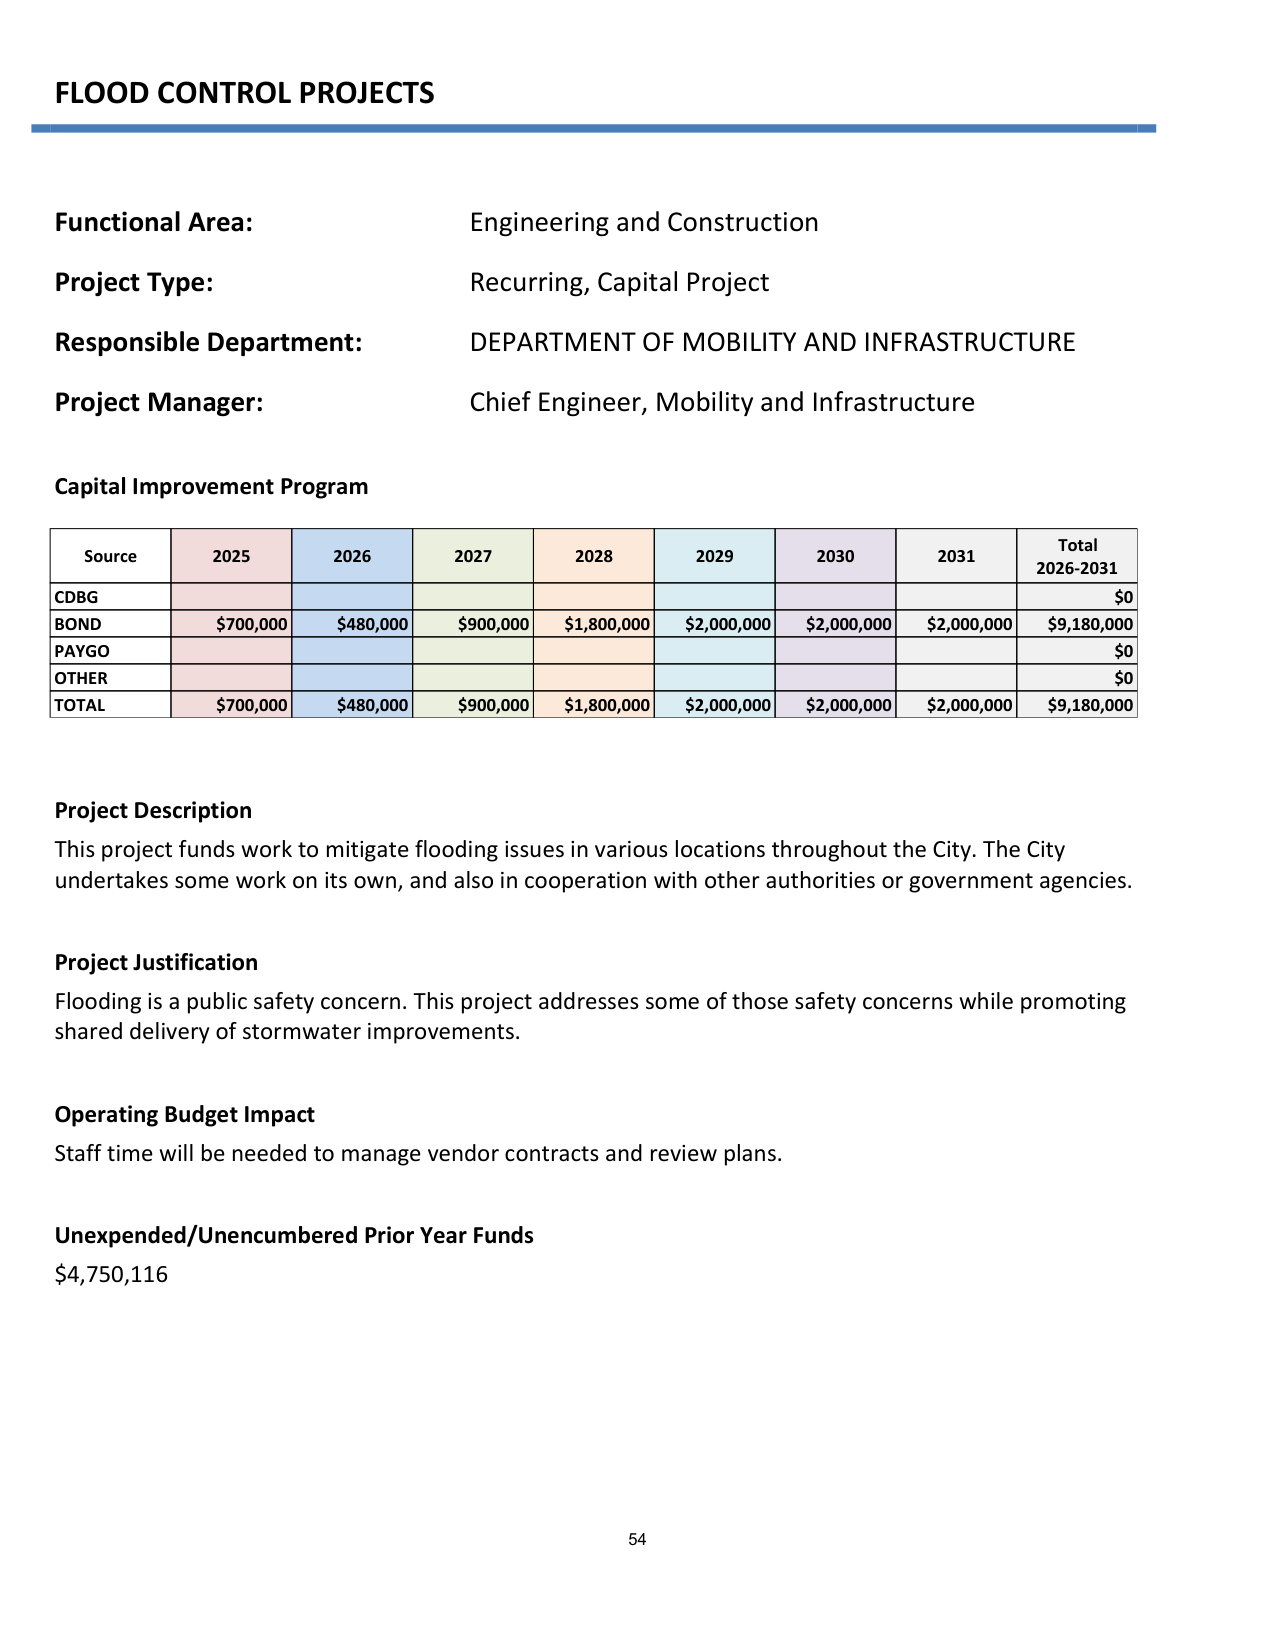 FLOOD CONTROL PROJECTS
Functional Area: Engineering and Construction
Project Type: Recurring, Capital Project
Responsible Department: DEPARTMENT OF MOBILITY AND INFRASTRUCTURE
Project Manager: Chief Engineer, Mobility and Infrastructure
Capital Improvement Program
Source 2025 2026 2027 2028 2029 2030 2031 Total 2026-2031
CDBG $0
BOND $700,000 $480,000 $900,000 $1,800,000 $2,000,000 $2,000,000 $2,000,000 $9,180,000
PAYGO $0
OTHER $0
TOTAL $700,000 $480,000 $900,000 $1,800,000 $2,000,000 $2,000,000 $2,000,000 $9,180,000
Project Description
This project funds work to mitigate flooding issues in various locations throughout the City. The City
undertakes some work on its own, and also in cooperation with other authorities or government agencies.
Project Justification
Flooding is a public safety concern. This project addresses some of those safety concerns while promoting
shared delivery of stormwater improvements.
Operating Budget Impact
Staff time will be needed to manage vendor contracts and review plans.
Unexpended/Unencumbered Prior Year Funds
$4,750,116
54